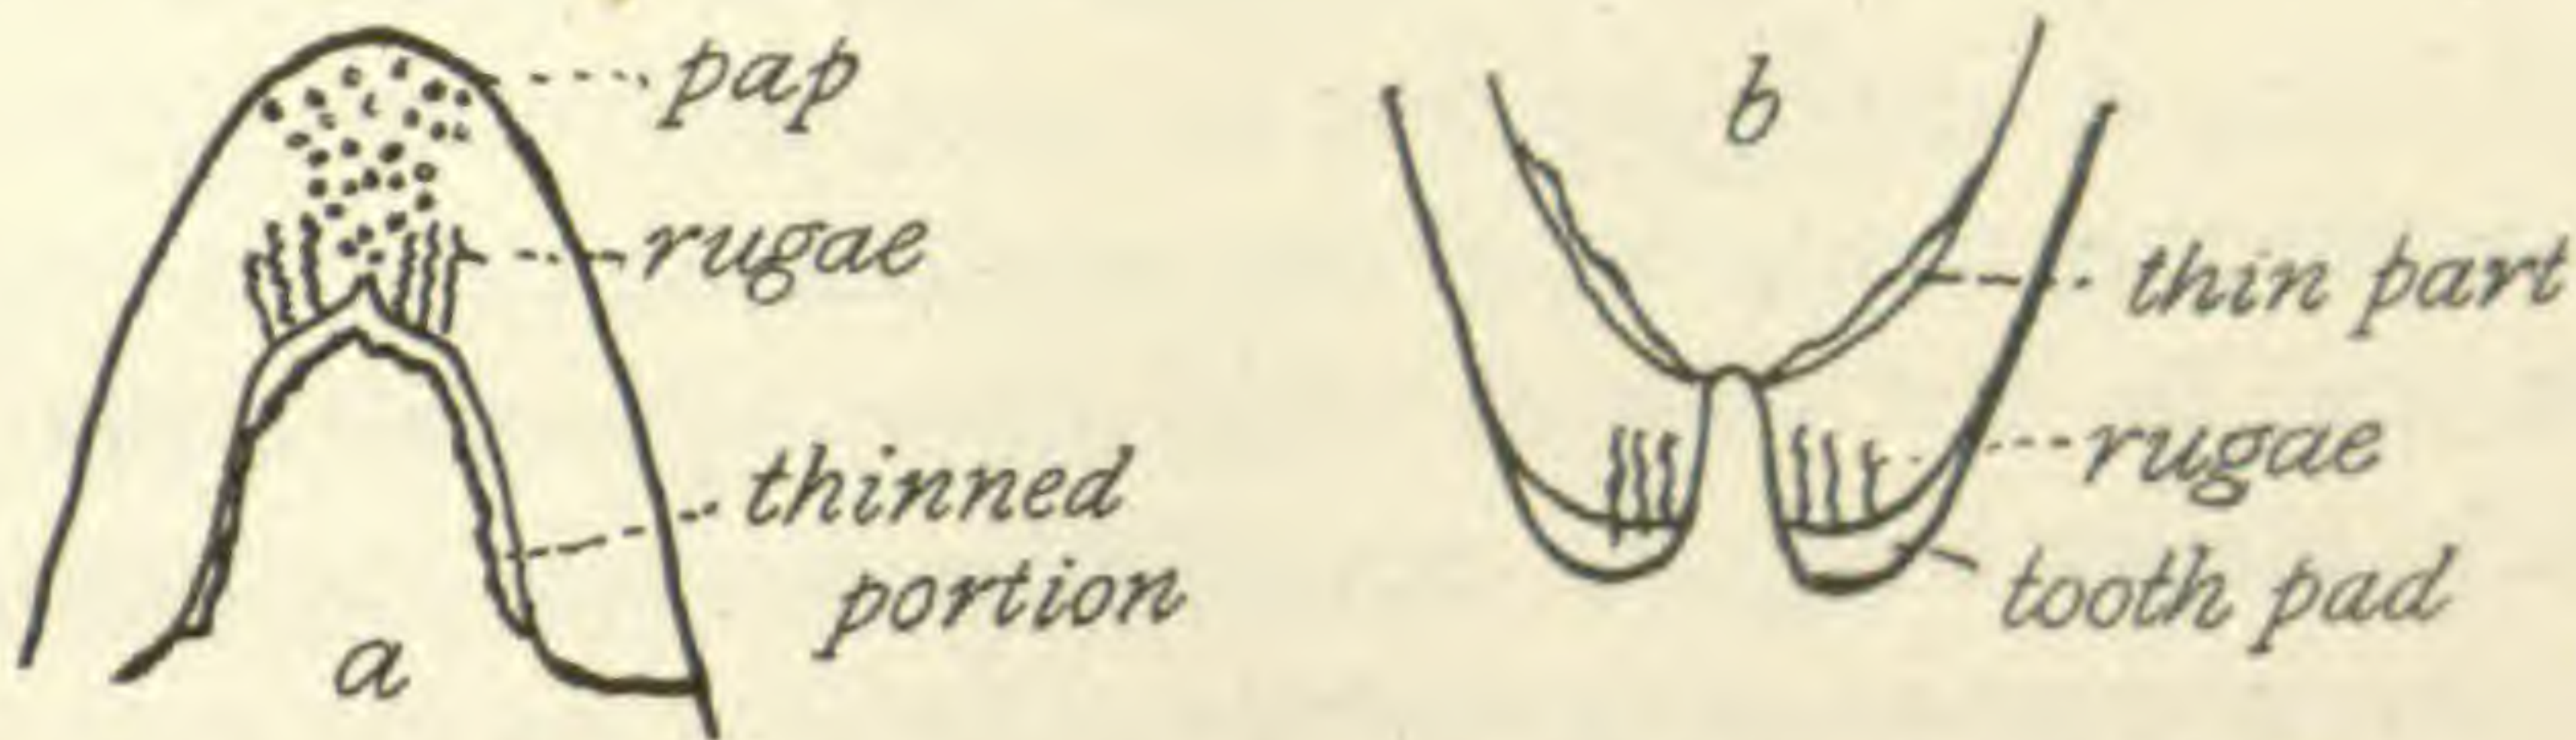 pap
rugae
thinned
portion
a
b
thin part
rugae
tooth pad